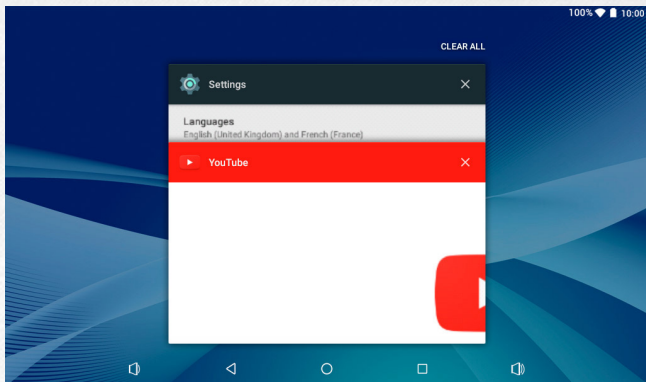 100% 10:00
CLEAR ALL
Settings
Languages
English (United Kingdom) and French (France)
YouTube